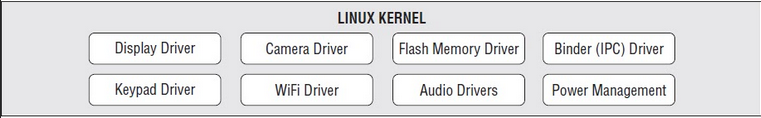 LINUX KERNEL
Display Driver
Camera Driver
Flash Memory Driver
Binder (IPC) Driver
Keypad Driver
WiFi Driver
Audio Drivers
Power Management